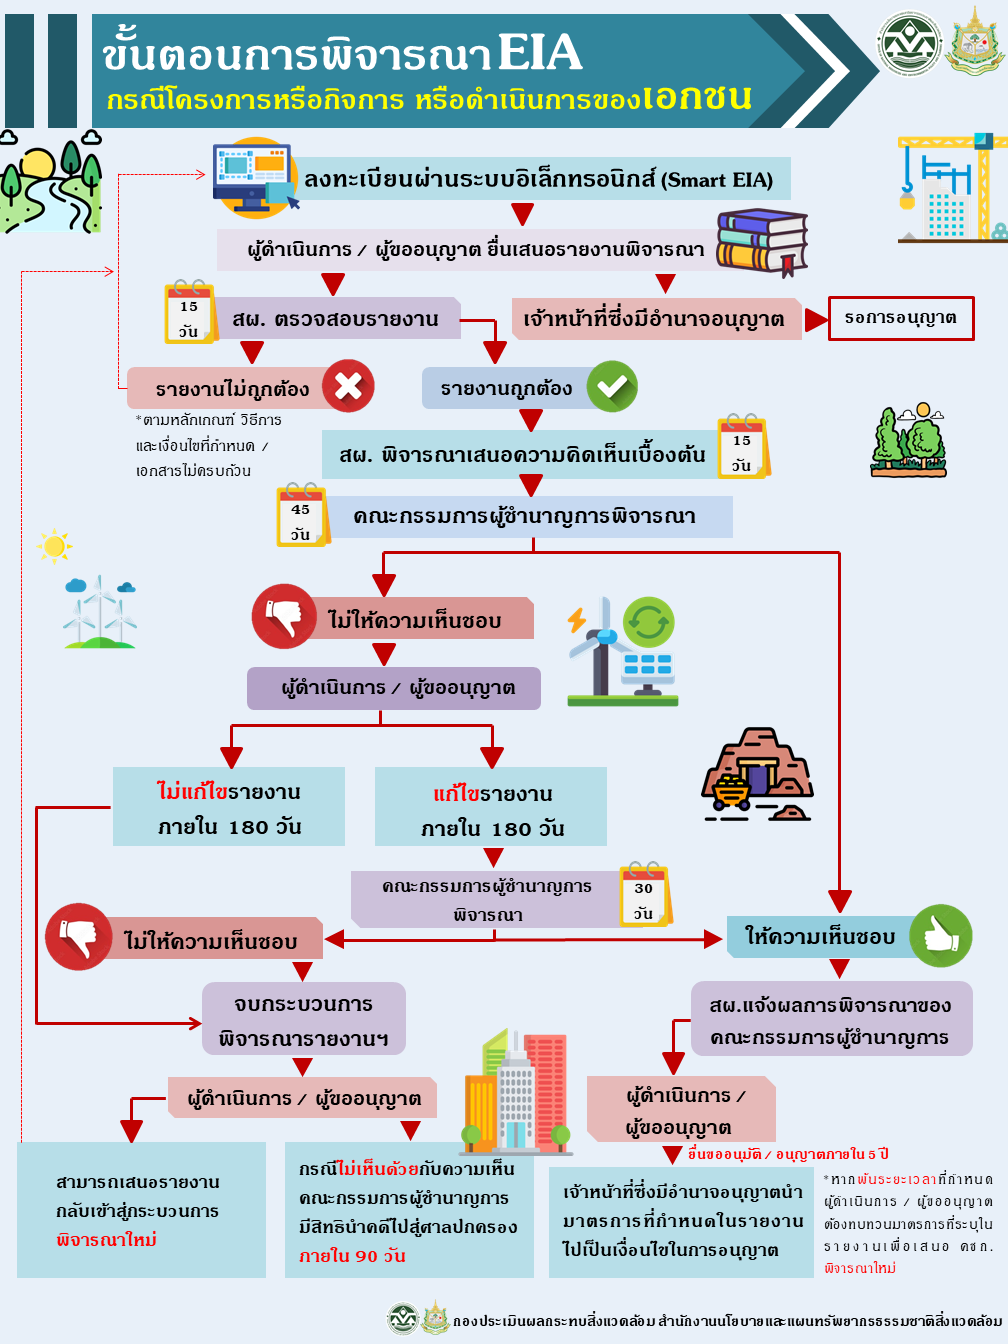 ขั้นตอนการพิจารณา EIA
กรณีโครงการหรือกิจการ หรือดำเนินการของเอกชน
ลงทะเบียนผ่านระบบอิเล็กทรอนิกส์ (Smart EIA)
ผู้ดำเนินการ / ผู้ขออนุญาต ยื่นเสนอรายงานพิจารณา
15
วัน
สผ. ตรวจสอบรายงาน
เจ้าหน้าที่ซึ่งมีอำนาจอนุญาต
รอการอนุญาต
รายงานไม่ถูกต้อง
รายงานถูกต้อง
*ตามหลักเกณฑ์ วิธีการ
และเงื่อนไขที่กำหนด /
เอกสารไม่ครบถ้วน
สผ. พิจารณาเสนอความคิดเห็นเบื้องต้น
15
วัน
45
วัน
คณะกรรมการผู้ชำนาญการพิจารณา
ไม่ให้ความเห็นชอบ
ผู้ดำเนินการ / ผู้ขออนุญาต
ไม่แก้ไขรายงาน
ภายใน 180 วัน
แก้ไขรายงาน
ภายใน 180 วัน
คณะกรรมการผู้ชำนาญการ
พิจารณา
30
วัน
ไม่ให้ความเห็นชอบ
ให้ความเห็นชอบ
จบกระบวนการ
พิจารณารายงานฯ
สผ.แจ้งผลการพิจารณาของ
คณะกรรมการผู้ชำนาญการ
ผู้ดำเนินการ / ผู้ขออนุญาต
ผู้ดำเนินการ /
ผู้ขออนุญาต
ยื่นขออนุมัติ / อนุญาตภายใน 5 ปี
สามารถเสนอรายงาน
กลับเข้าสู่กระบวนการ
พิจารณาใหม่
กรณีไม่เห็นด้วยกับความเห็น
คณะกรรมการผู้ชำนาญการ
มีสิทธินำคดีไปสู่ศาลปกครอง
ภายใน 90 วัน
เจ้าหน้าที่ซึ่งมีอำนาจอนุญาตนำ
มาตรการที่กำหนดในรายงาน
ไปเป็นเงื่อนไขในการอนุญาต
*หากพ้นระยะเวลาที่กำหนด
ผู้ดำเนินการ / ผู้ขออนุญาต
ต้องทบทวนมาตรการที่ระบุใน
รายงานเพื่อเสนอ คชก.
พิจารณาใหม่
กองประเมินผลกระทบสิ่งแวดล้อม สำนักงานนโยบายและแผนทรัพยากรธรรมชาติสิ่งแวดล้อม